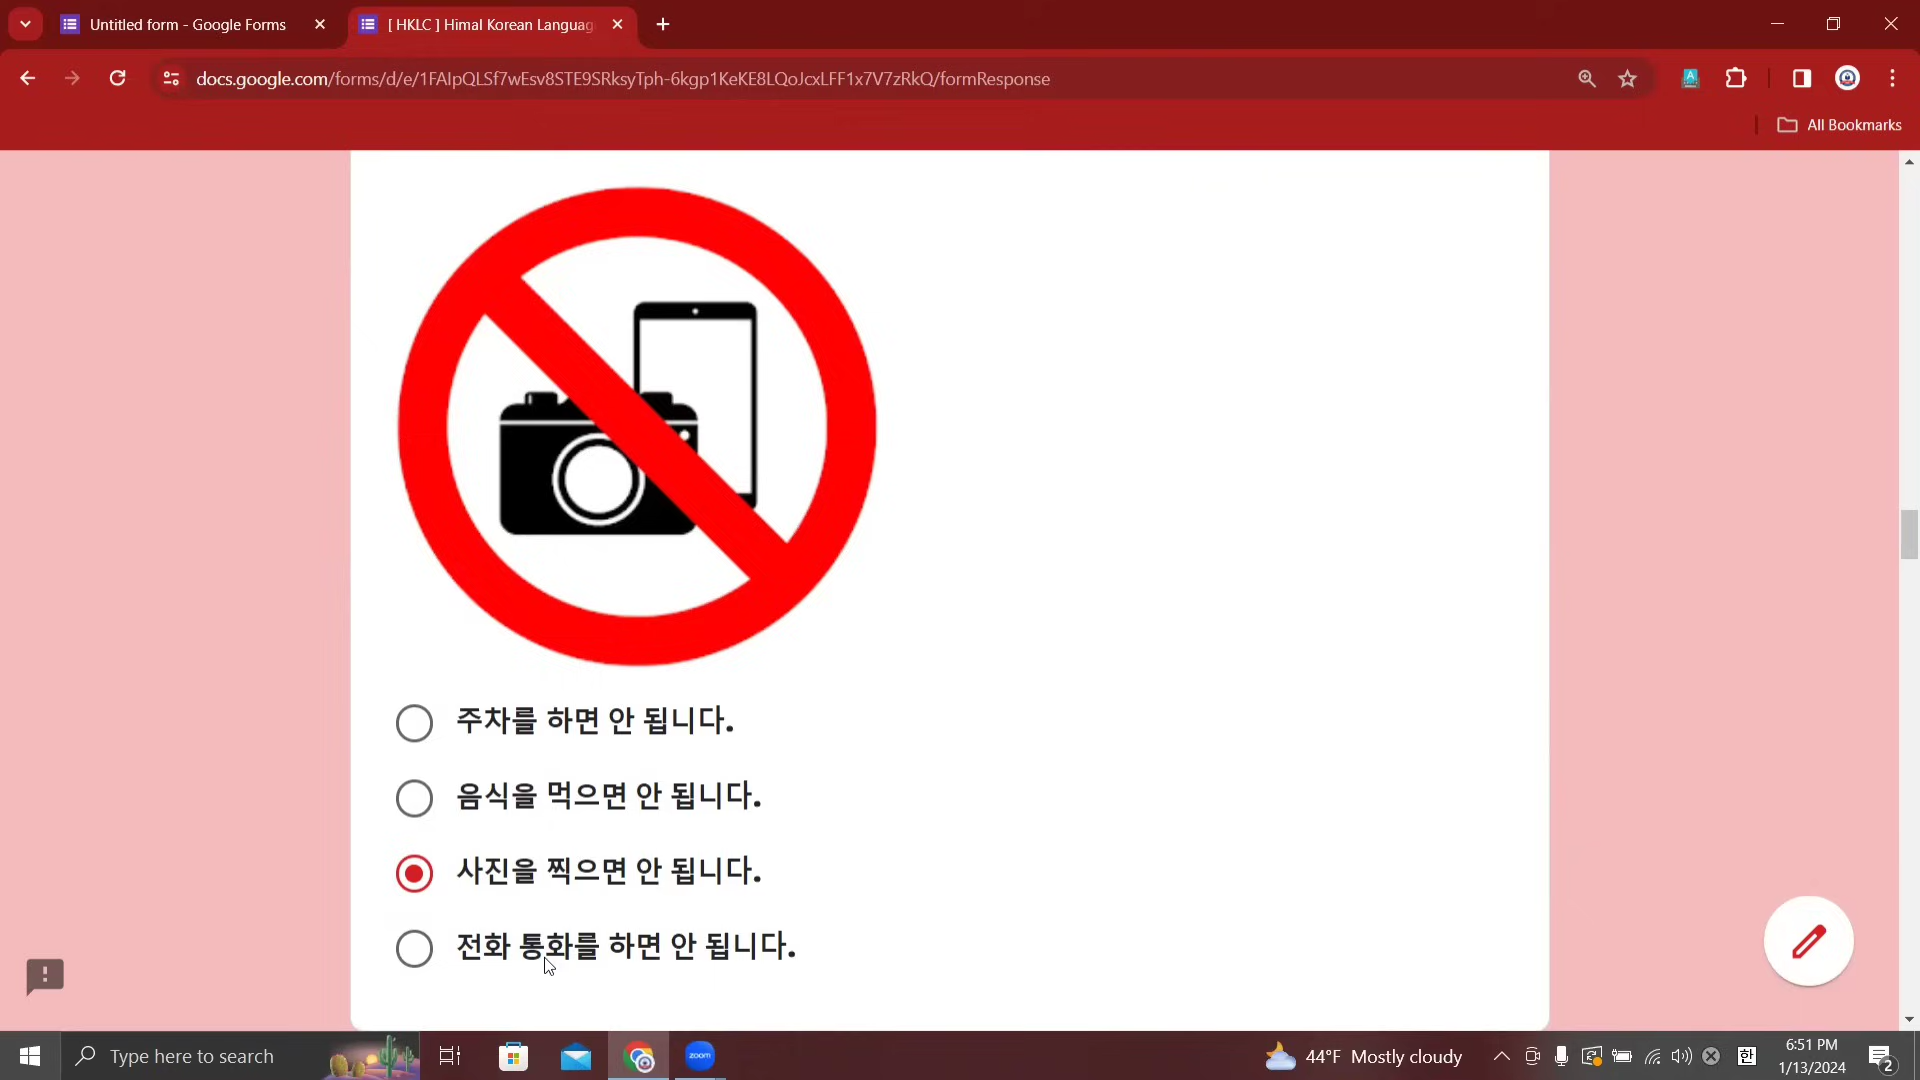 Untitled form - Google Forms
[ HKLC ] Himal Korean Languag
docs.google.com/forms/d/e/1FAIpQLSf7wEsv8STE9SRksyTph-6kgp1KeKE8LQoJcxLFF1x7V7zRkQ/formResponse
All Bookmarks
주차를 하면 안 됩니다.
음식을 먹으면 안 됩니다.
사진을 찍으면 안 됩니다.
전화 통화를 하면 안 됩니다.
Type here to search
zoom
44°F Mostly cloudy
한
6:51 PM
1/13/2024
2